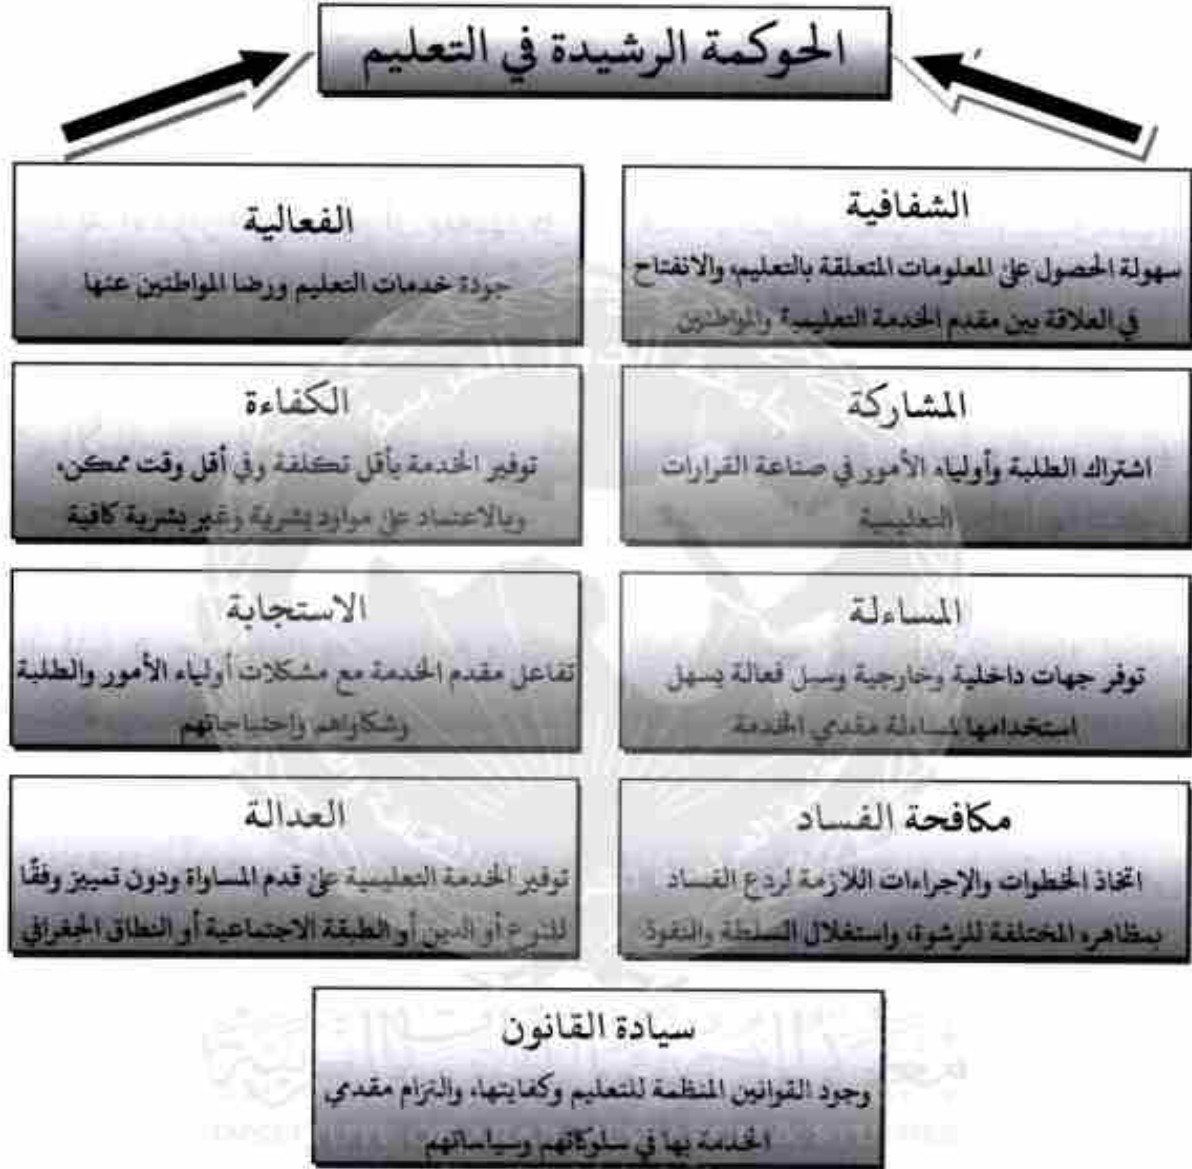 الحوكمة الرشيدة في التعليم
الشفافية
سهولة الحصول على المعلومات المتعلقة بالتعليم، والانفتاح
في العلاقة بين مقدم الخدمة التعليمية والمواطنين
الفعالية
جودة خدمات التعليم ورضا المواطنين عنها
المشاركة
اشتراك الطلبة وأولياء الأمور في صناعة القرارات
التعليمية
الكفاءة
توفير الخدمة بأقل تكلفة وفي أقل وقت ممكن،
وبالاعتماد على موارد بشرية وغير بشرية كافية
المساءلة
توفر جهات داخلية وخارجية وسبل فعالة يسهل
استخدامها لمساءلة مقدمي الخدمة
الاستجابة
تفاعل مقدم الخدمة مع مشكلات أولياء الأمور والطلبة
وشكاواهم واحتياجاتهم
مكافحة الفساد
اتخاذ الخطوات والإجراءات اللازمة لردع الفساد
بمظاهره المختلفة للرشوة، واستغلال السلطة والنفوذ
العدالة
توفير الخدمة التعليمية على قدم المساواة ودون تمييز وفقًا
للنوع أو الدين أو الطبقة الاجتماعية أو النطاق الجغرافي
سيادة القانون
وجود القوانين المنظمة للتعليم وكفايتها، والتزام مقدمي
الخدمة بها في سلوكاتهم وسياساتهم